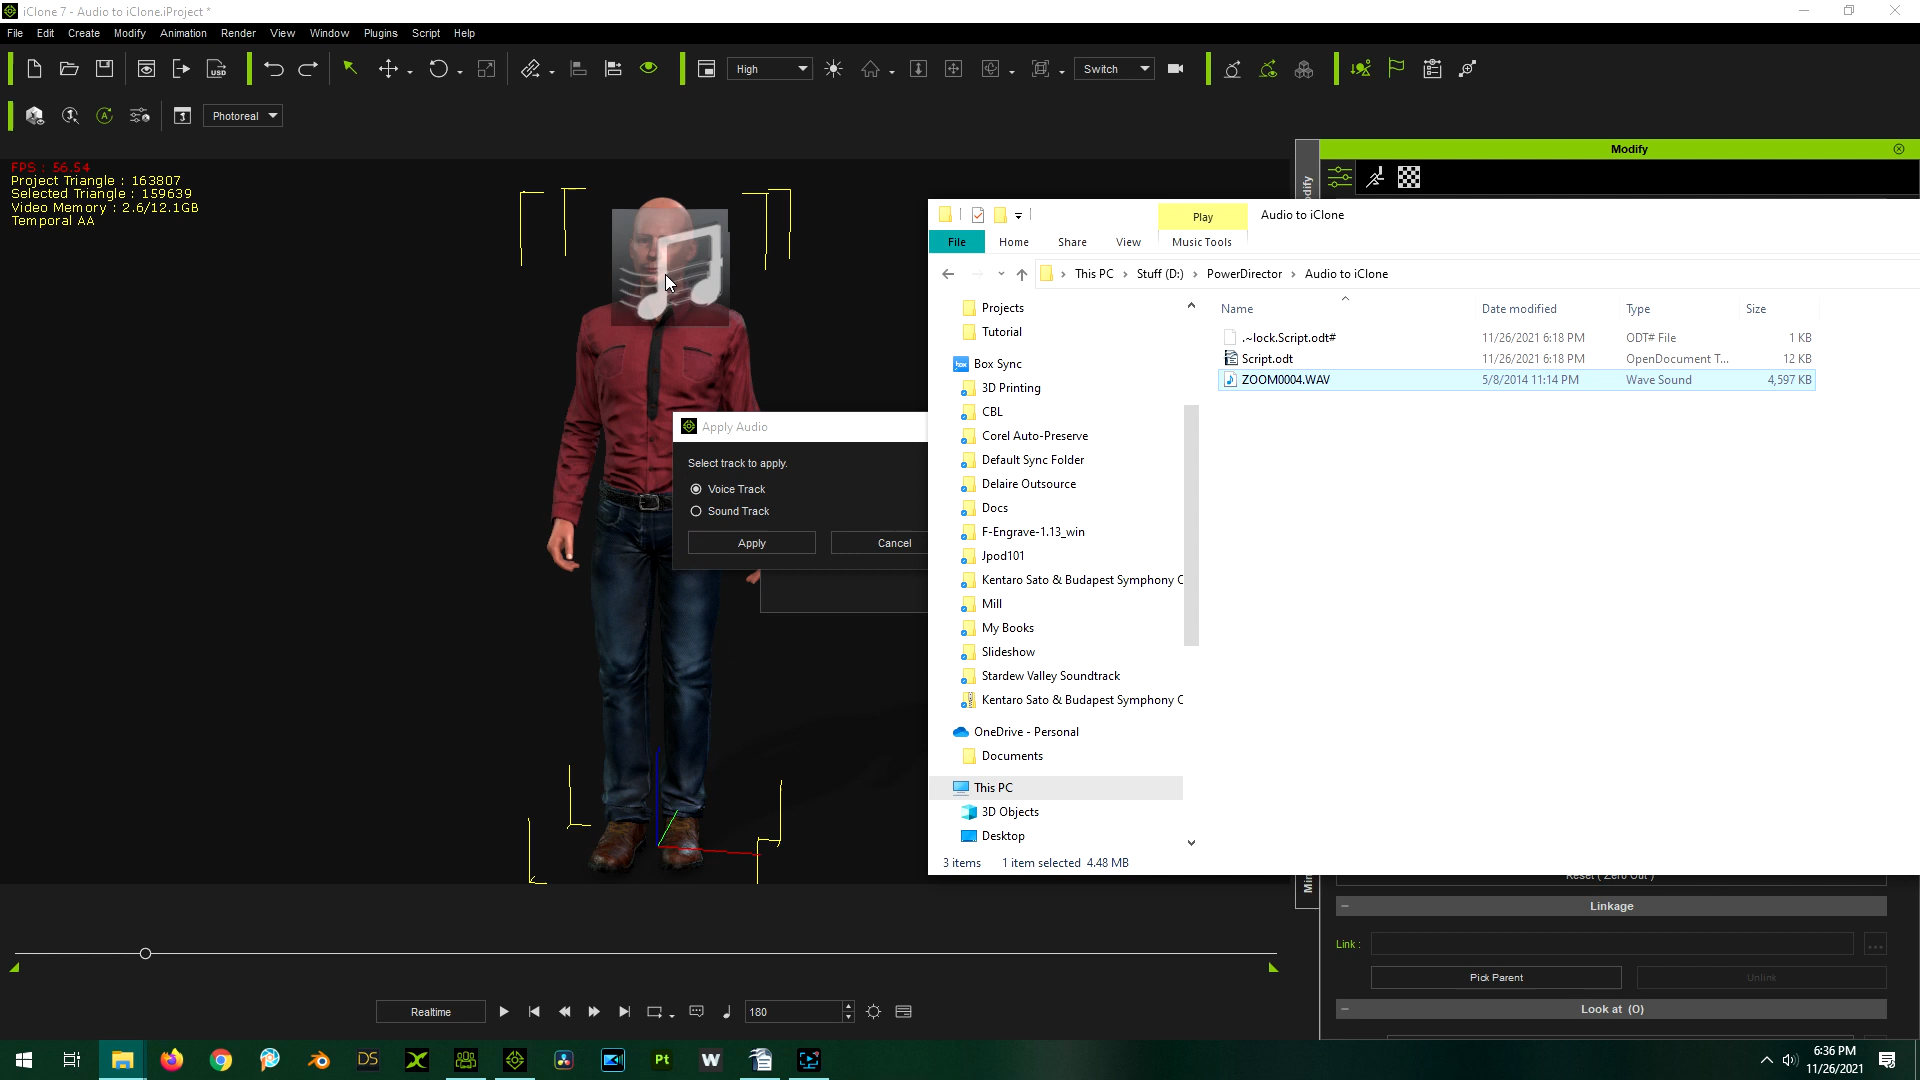 iClone 7 - Audio to iClone.iProject *
File Edit Create Modify Animation Render View Window Plugins Script Help
High
Switch
Photoreal
FPS : 56.54
Project Triangle : 163807
Selected Triangle : 159639
Video Memory : 2.6/12.1GB
Temporal AA
Modify
Play Audio to iClone
File Home Share View Music Tools
This PC Stuff (D:) PowerDirector Audio to iClone
Name Date modified Type Size
.~lock.Script.odt# 11/26/2021 6:18 PM ODT# File 1 KB
Script.odt 11/26/2021 6:18 PM OpenDocument T... 12 KB
ZOOM0004.WAV 5/8/2014 11:14 PM Wave Sound 4,597 KB
Projects
Tutorial
Box Sync
3D Printing
CBL
Corel Auto-Preserve
Default Sync Folder
Delaire Outsource
Docs
F-Engrave-1.13_win
Jpod101
Kentaro Sato & Budapest Symphony C
Mill
My Books
Slideshow
Stardew Valley Soundtrack
Kentaro Sato & Budapest Symphony C
OneDrive - Personal
Documents
This PC
3D Objects
Desktop
3 items 1 item selected 4.48 MB
Apply Audio
Select track to apply.
Voice Track
Sound Track
Apply Cancel
Reset ( Zero Out )
Linkage
Link :
...
Pick Parent Unlink
Look at (O)
Realtime
180
DS
Pt
W
6:36 PM
11/26/2021